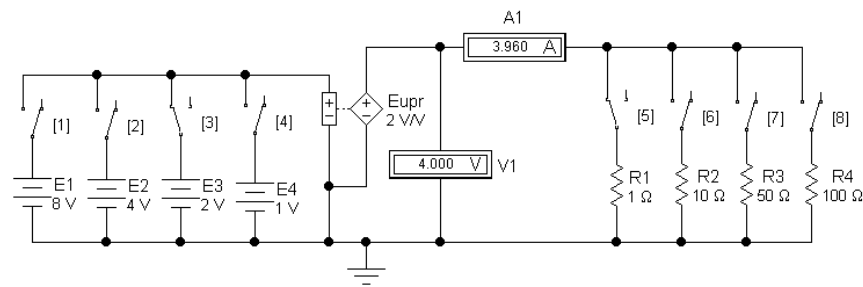 A1
3.960 A
Eupr
2 V/V
[1]
[2]
[3]
[4]
[5]
[6]
[7]
[8]
4.000 V
V1
E1
8 V
E2
4 V
E3
2 V
E4
1 V
R1
1 Ω
R2
10 Ω
R3
50 Ω
R4
100 Ω